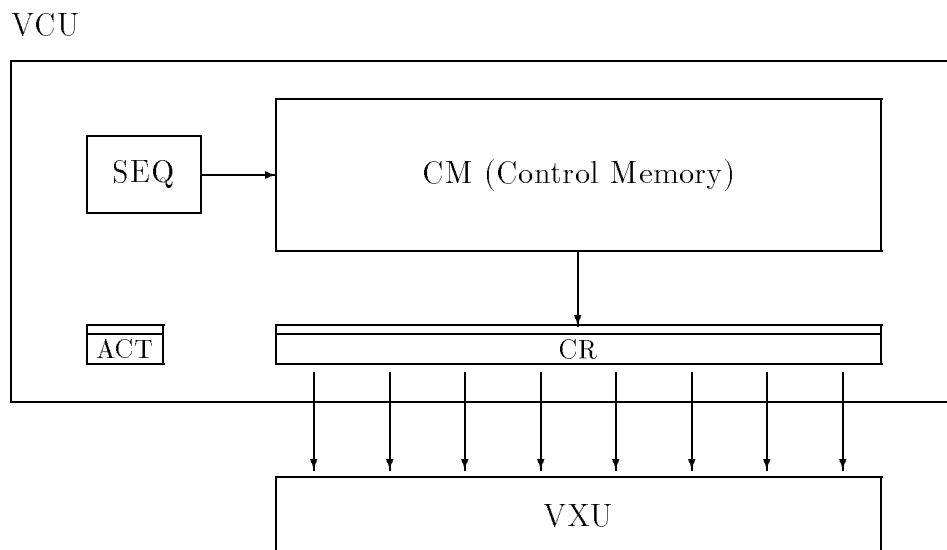 VCU
SEQ
CM (Control Memory)
ACT
CR
VXU